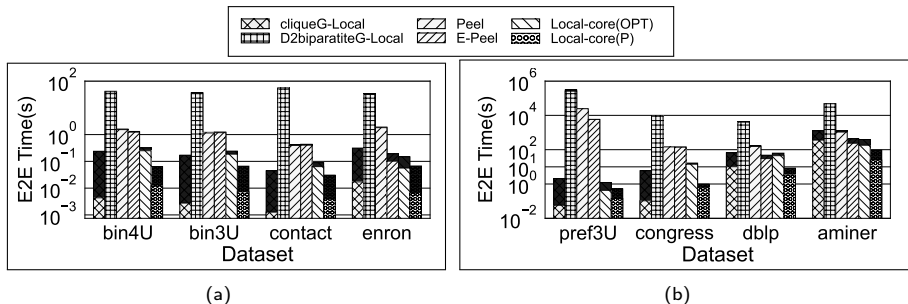 cliqueG-Local Peel Local-core(OPT)
D2biparatiteG-Local E-Peel Local-core(P)
E2E Time(s)
10^2
10^0
10^-1
10^-2
10^-3
bin4U bin3U contact enron
Dataset
(a)
E2E Time(s)
10^6
10^4
10^2
10^0
10^-2
pref3U congress dblp aminer
Dataset
(b)